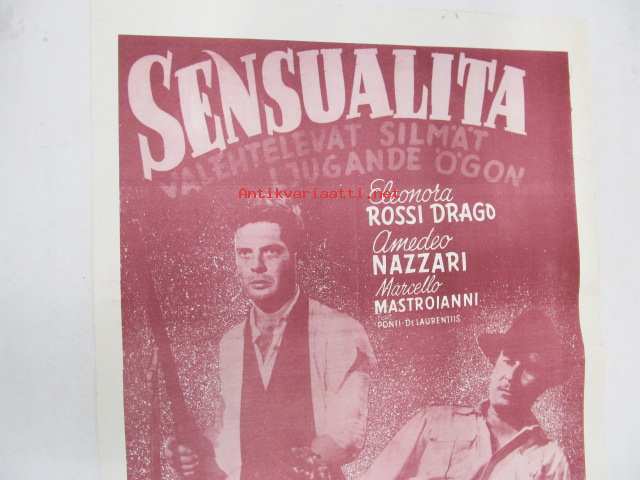 SENSUALITA
VALEHTELEVAT SILMÄT
LJUGANDE ÖGON
Antikvariaatti.net
Eleonora
ROSSI DRAGO
Amedeo
NAZZARI
Marcello
MASTROIANNI
PONTI-DE LAURENTIIS